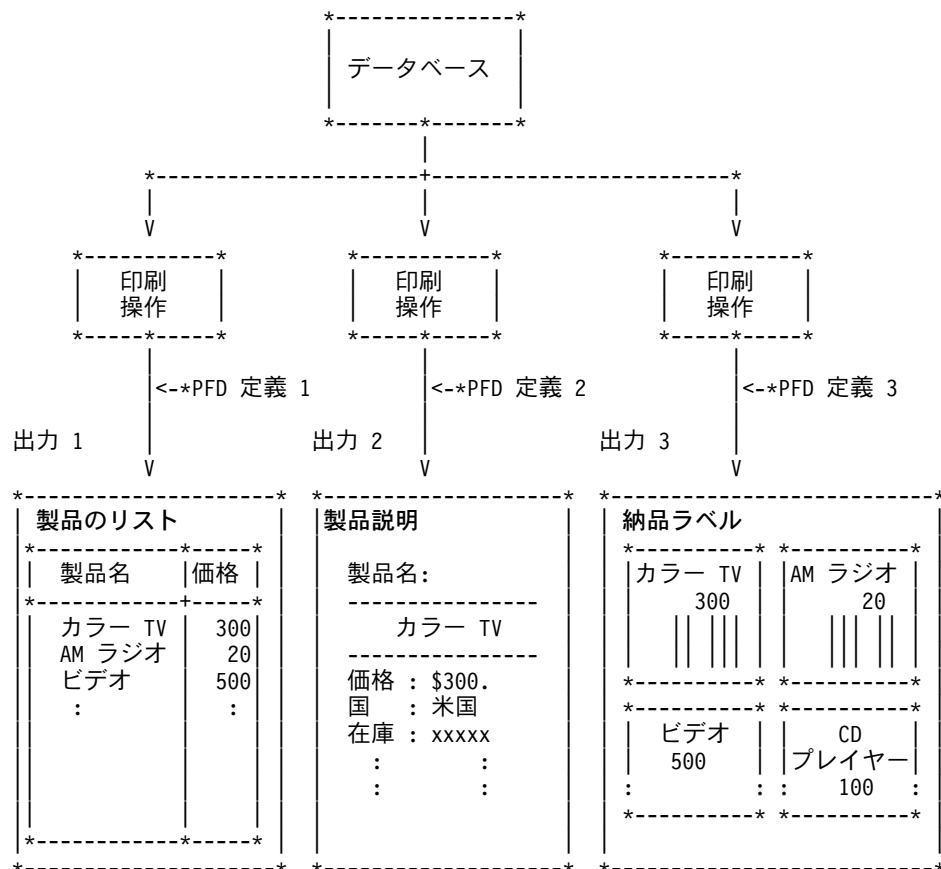 データベース
印刷
操作
印刷
操作
印刷
操作
<-*PFD 定義 1
<-*PFD 定義 2
<-*PFD 定義 3
出力 1
出力 2
出力 3
製品のリスト
製品名 価格
カラー TV 300
AM ラジオ 20
ビデオ 500
: :
製品説明
製品名:
カラー TV
価格 : $300.
国 : 米国
在庫 : xxxxx
: :
: :
納品ラベル
カラー TV
300
AM ラジオ
20
ビデオ
500
CD
プレイヤー
100